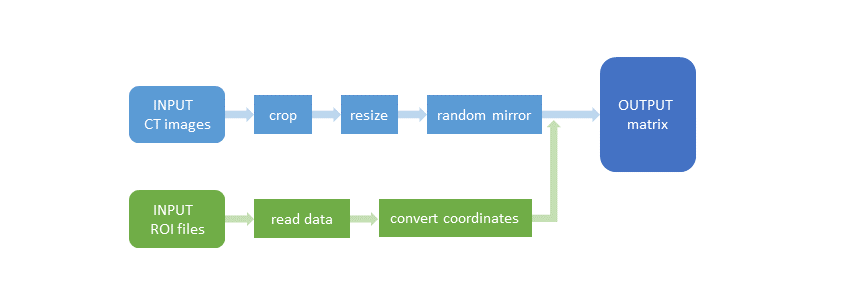 INPUT
CT images
crop
resize
random mirror
OUTPUT
matrix
INPUT
ROI files
read data
convert coordinates